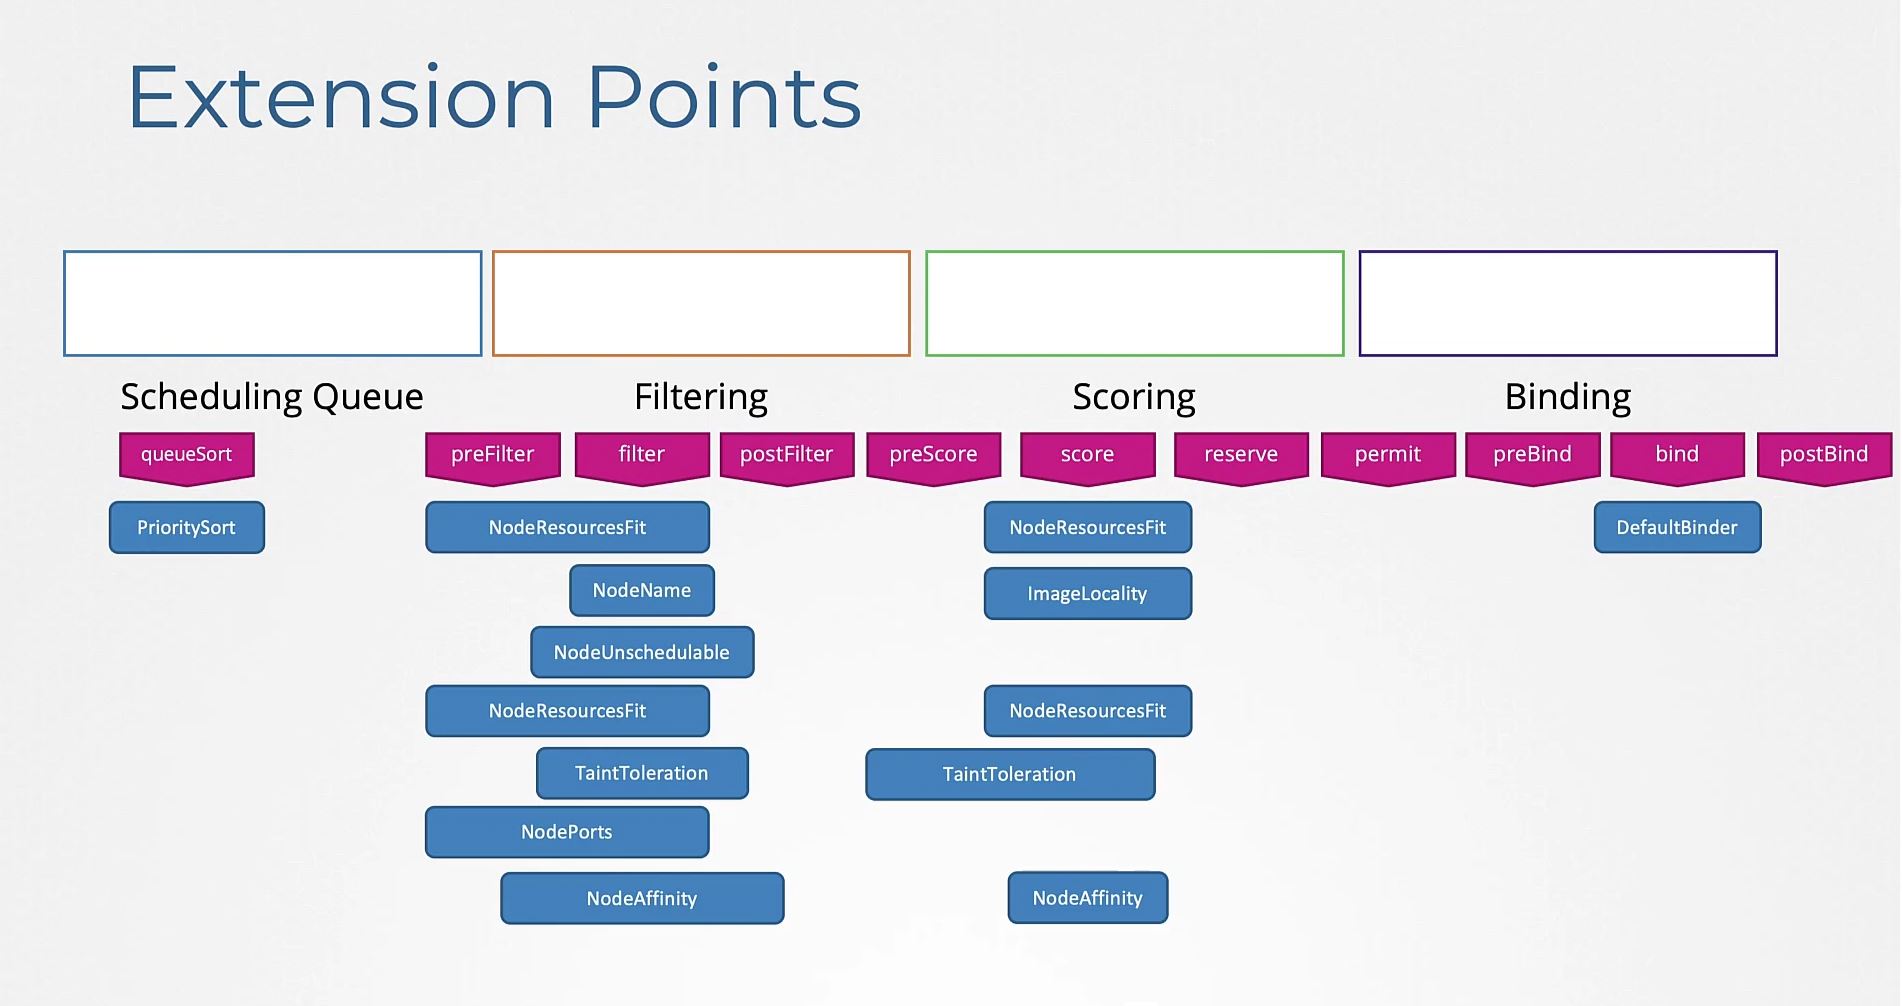 Extension Points
Scheduling Queue Filtering Scoring Binding
queueSort preFilter filter postFilter preScore score reserve permit preBind bind postBind
PrioritySort NodeResourcesFit NodeResourcesFit DefaultBinder
NodeName ImageLocality
NodeUnschedulable
NodeResourcesFit NodeResourcesFit
TaintToleration TaintToleration
NodePorts
NodeAffinity NodeAffinity